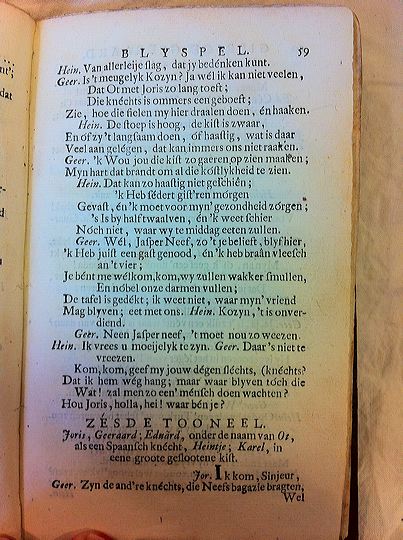 BLYSPEL. 59
Hein. Van allerleije slag, dat jy bedénken kunt.
Geer. Is 't meugelyk Kozyn? Ja wél ik kan niet veelen,
Dat Ot met Joris zo lang toeft;
Die knéchts is ommers een geboeft;
Zie, hoe die fielen my hier draalen doen, én haaken.
Hein. De stoep is hoog, de kist is zwaar,
En óf zy 't langsaam doen, óf haastig, wat is daar
Veel aan gelégen, dat kan immers ons niet raaken.
Geer. 'k Wou jou die kist zo gaeren op zien maaken;
Myn hart dat brandt om al die kóstlykheid te zien.
Hein. Dat kan zo haastig niet geschiên;
'k Heb sédert gist'ren mórgen
Gevast, én 'k moet voor myn' gezondheid zórgen;
's Is by half twaalven, én 'k weet schier
Nóch niet, waar wy te middag eeten zullen.
Geer. Wél, Jasper Neef, zo 't je belieft, blyf hier,
'k Heb juist een gast genood, én 'k heb braân vleesch
an 't vier;
Je bént me wélkom, kom, wy zullen wakker smullen,
En nóbel onze darmen vullen;
De tafel is gedékt; ik weet niet, waar myn' vriend
Mag blyven; eet met ons. Hein. Kozyn, 't is onver-
diend.
Geer. Neen Jasper neef, 't moet nou zo weezen.
Hein. Ik vrees u moeijelyk te zyn. Geer. Daar's niet te
vreezen.
Kom, kom, geef my jouw dégen sléchts, (knéchts?
Dat ik hem wég hang; maar waar blyven tóch die
Wat! zal men zo een' ménsch doen wachten?
Hou Joris, holla, hei! waar bén je?
ZÉSDE TOONEEL.
Joris, Geeraard; Eduard, onder de naam van Ot,
als een Spaansch knécht, Heintje; Karel, in
eene groote geslootene kist.
Jor. Ik kom, Sinjeur,
Geer. Zyn de and're knéchts, die Neefs bagazie bragten,
Wel